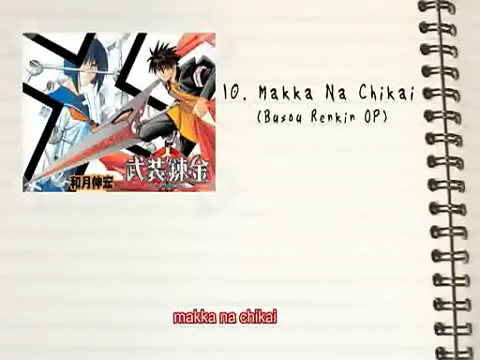 10. Makka Na Chikai
(Busou Renkin OP)
武装錬金
和月伸宏
makka na chikai